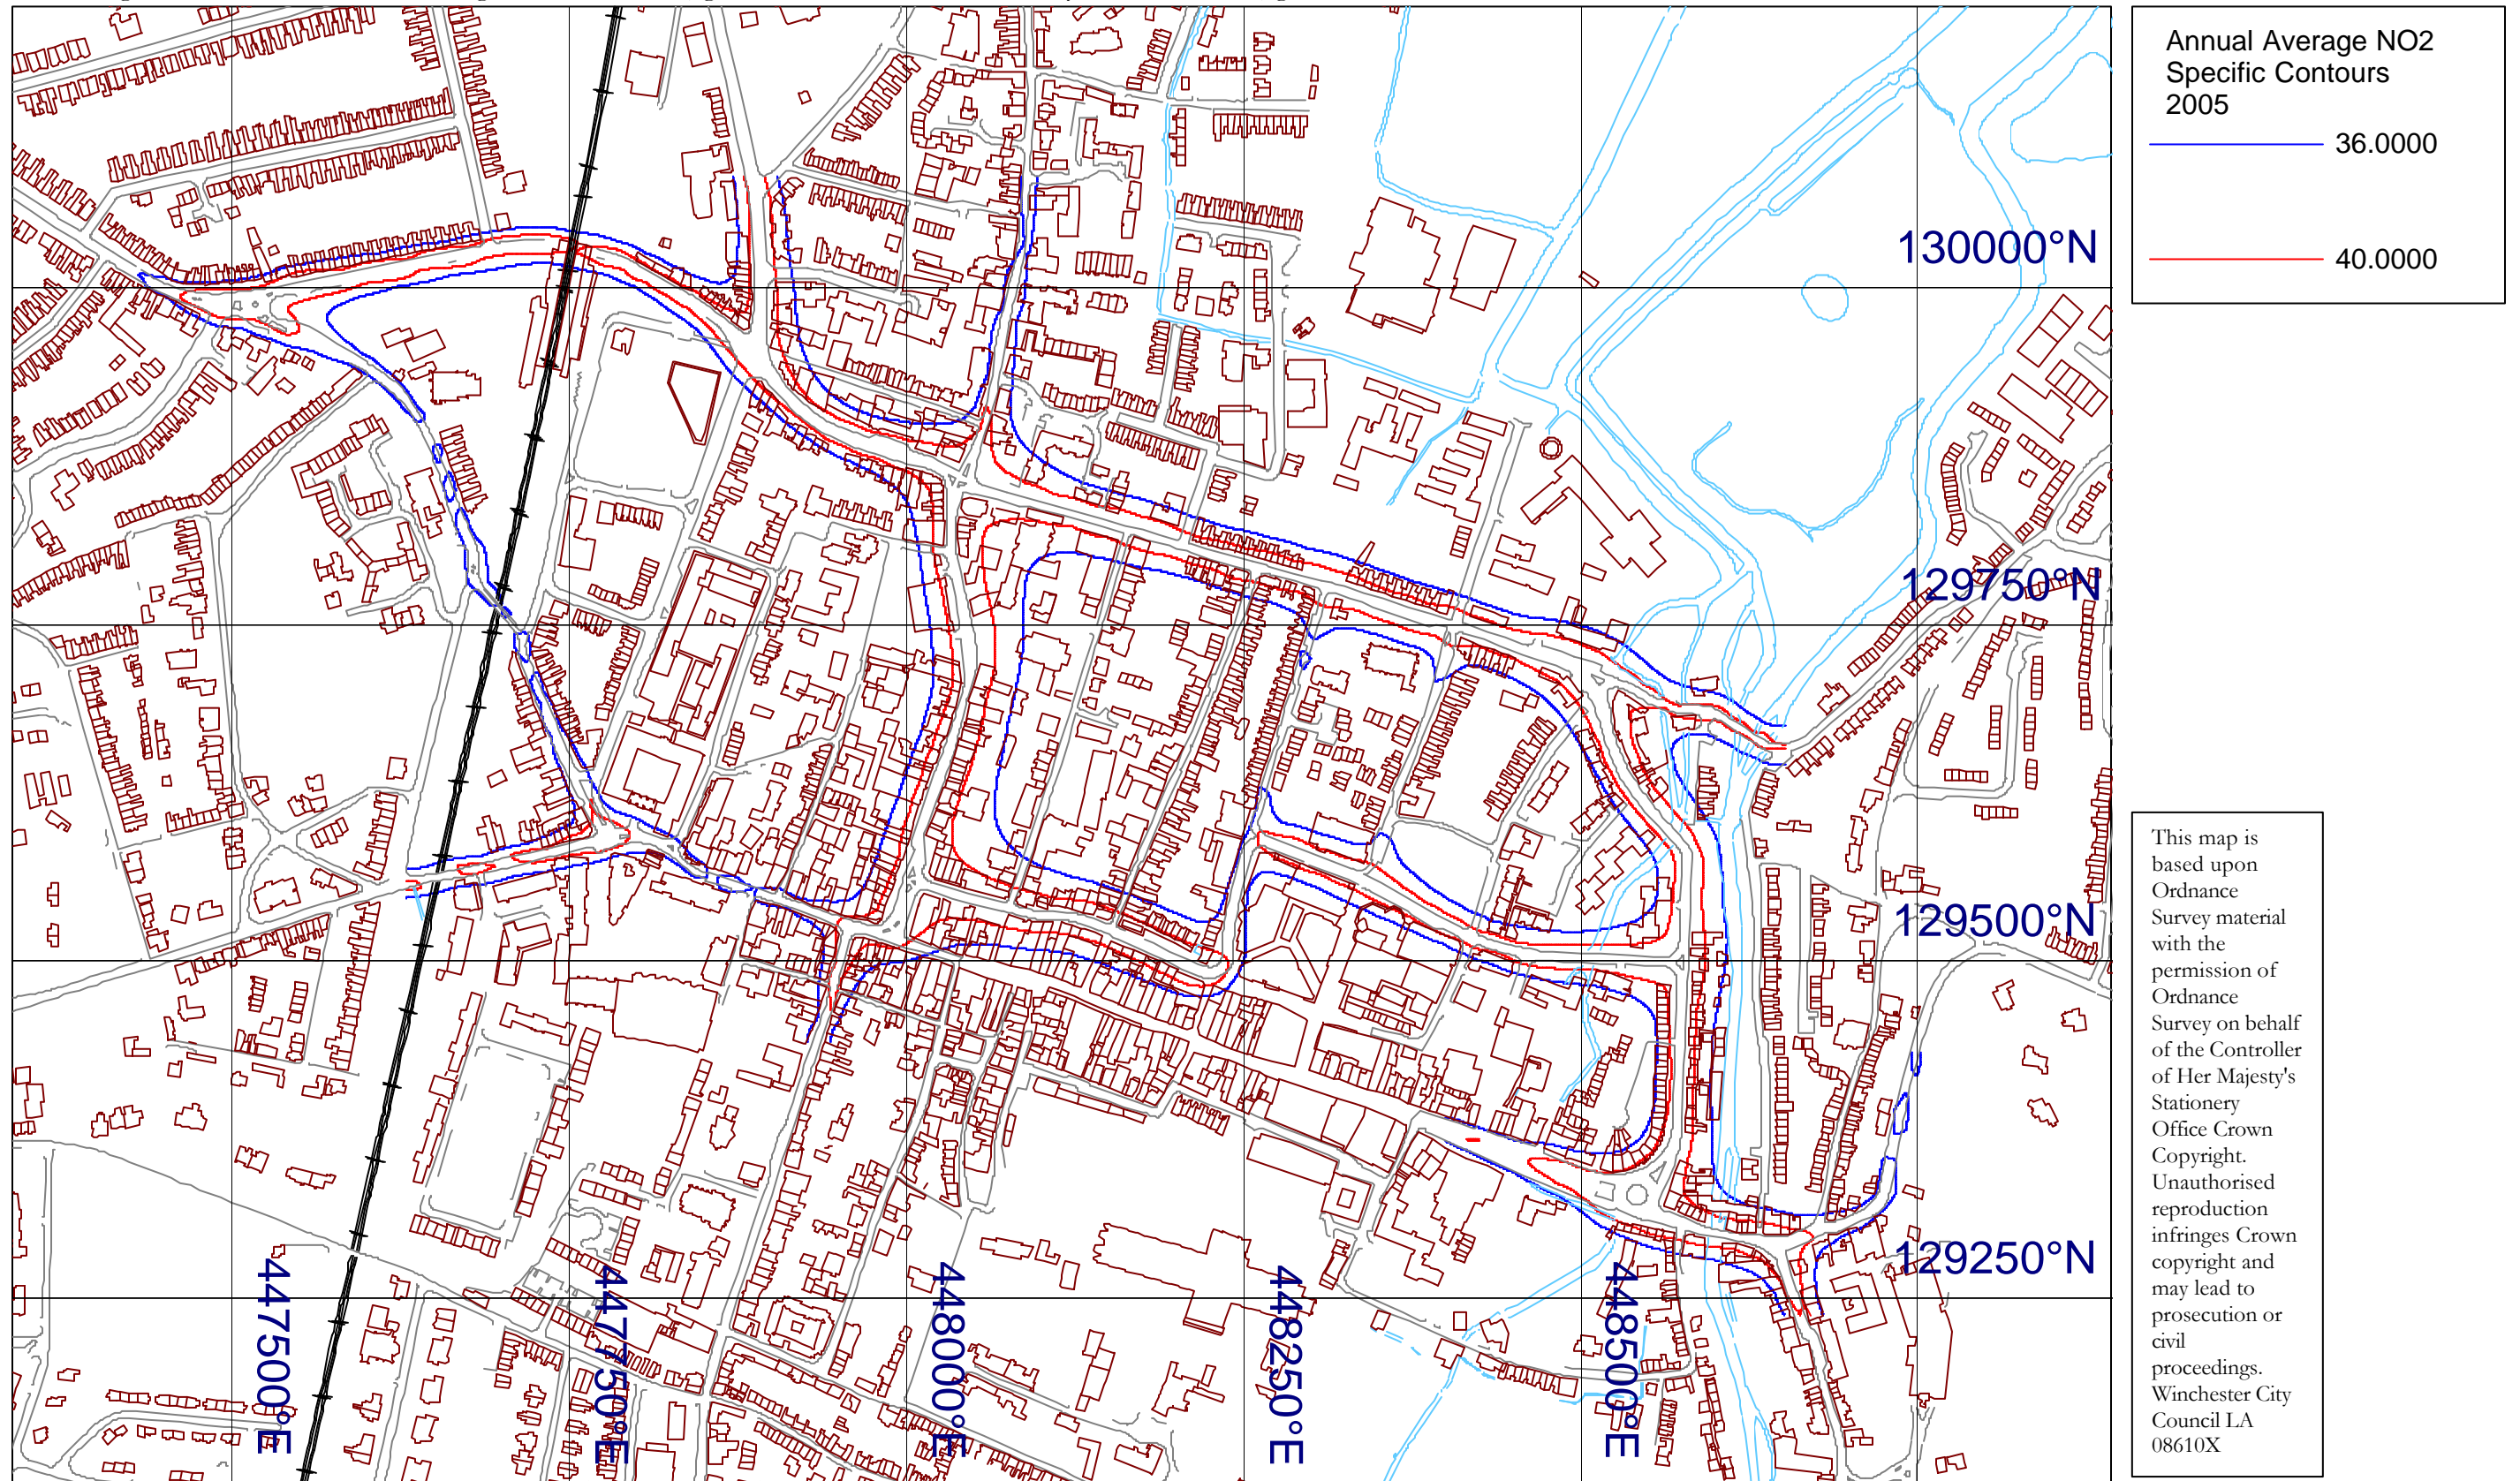 Annual Average NO2
Specific Contours
2005
36.0000
40.0000
130000°N
129750°N
129500°N
129250°N
447500°E
447750°E
448000°E
448250°E
448500°E
This map is
based upon
Ordnance
Survey material
with the
permission of
Ordnance
Survey on behalf
of the Controller
of Her Majesty's
Stationery
Office Crown
Copyright.
Unauthorised
reproduction
infringes Crown
copyright and
may lead to
prosecution or
civil
proceedings.
Winchester City
Council LA
08610X